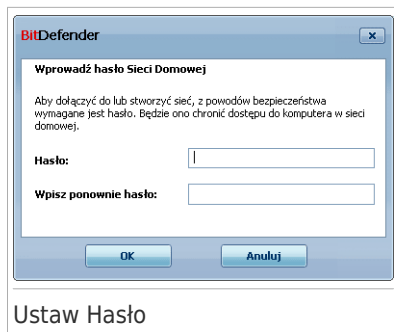 BitDefender
Wprowadź hasło Sieci Domowej
Aby dołączyć do lub stworzyć sieć, z powodów bezpieczeństwa
wymagane jest hasło. Będzie ono chronić dostępu do komputera w sieci
domowej.
Hasło:
Wpisz ponownie hasło:
OK Anuluj
Ustaw Hasło